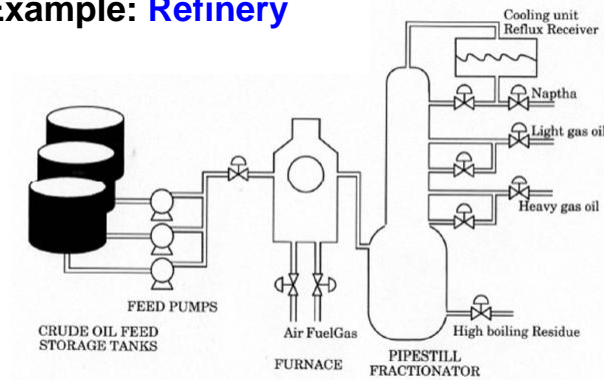 Example: Refinery
Cooling unit
Reflux Receiver
Naptha
Light gas oil
Heavy gas oil
FEED PUMPS
CRUDE OIL FEED
STORAGE TANKS
Air FuelGas
FURNACE
High boiling Residue
PIPESTILL
FRACTIONATOR